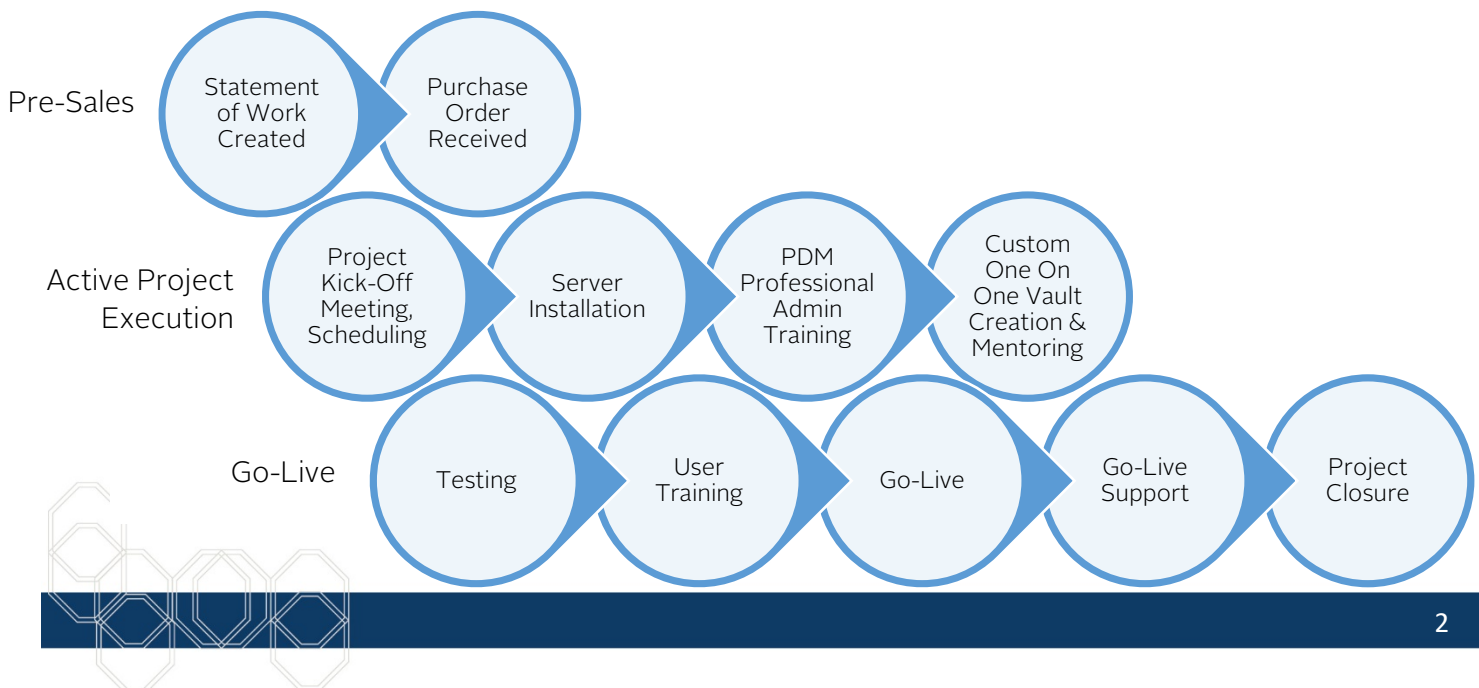 Pre-Sales
Statement
of Work
Created
Purchase
Order
Received
Active Project
Execution
Project
Kick-Off
Meeting,
Scheduling
Server
Installation
PDM
Professional
Admin
Training
Custom
One On
One Vault
Creation &
Mentoring
Go-Live
Testing
User
Training
Go-Live
Go-Live
Support
Project
Closure
2